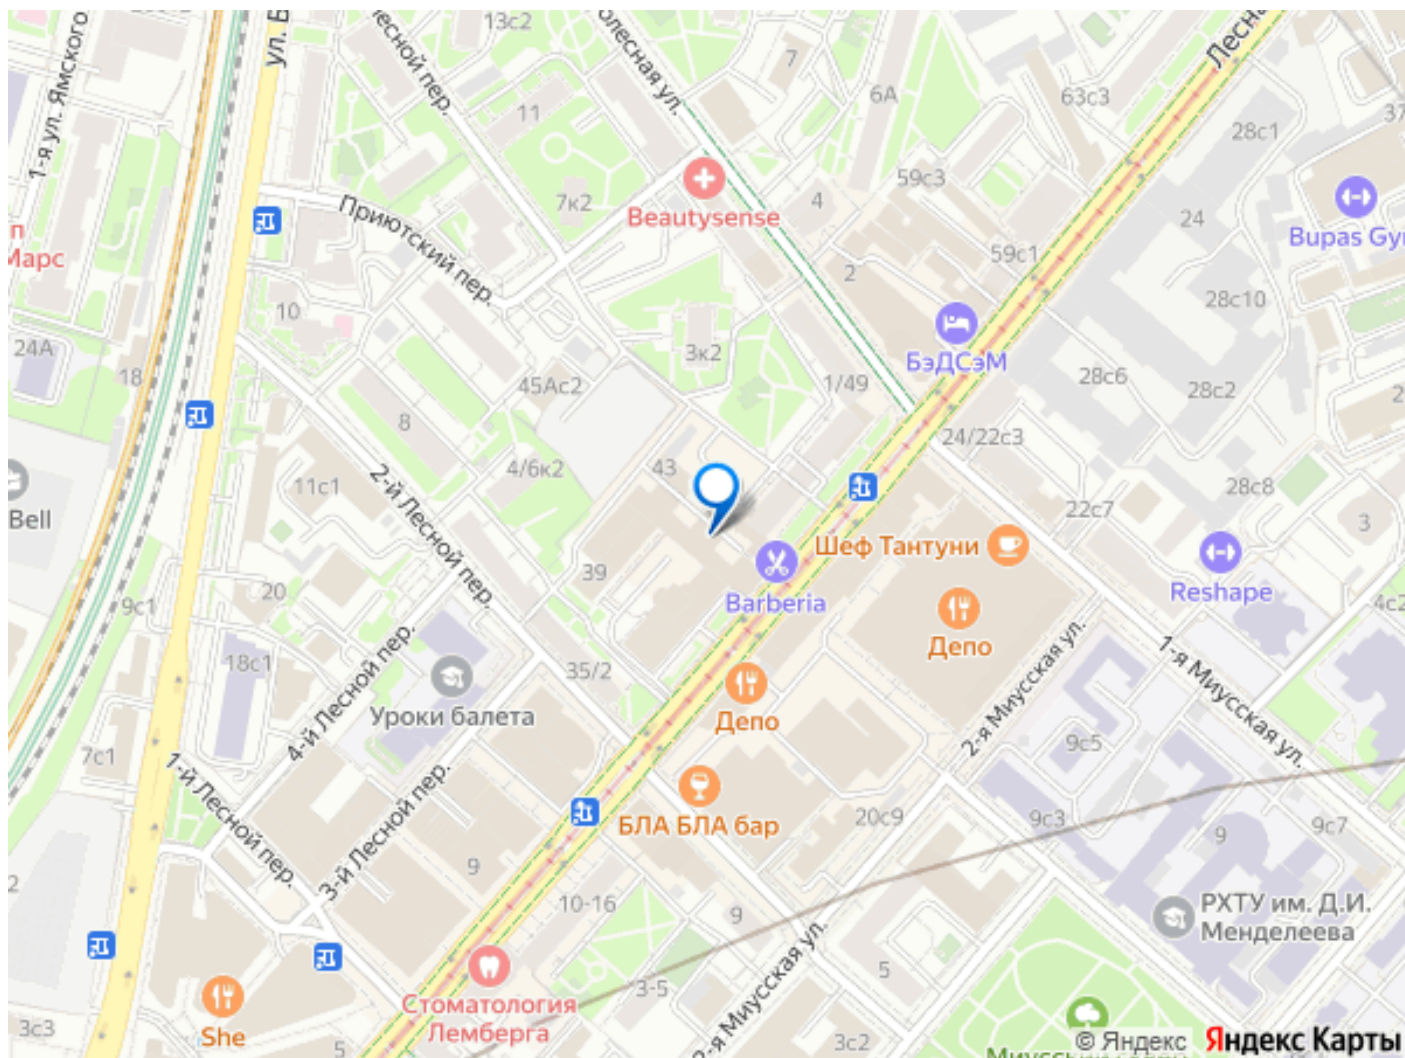 13с2
7
6А
63с3
Лесна
28с1
37
ул. Б
1-я ул. Ямского
олесная ул.
Лесной пер.
11
59с3
24
Beautysense
7к2
4
Приютский пер.
59с1
Bupas Gy
п
Марс
2
28с10
10
БэДСэМ
24А
18
3к2
45Ас2
1/49
28с6
28с2
2
8
24/22с3
43
4/6к2
11с1
2-й Лесной пер.
28с8
22с7
3
Bell
Шеф Тантуни
39
Barberia
Reshape
20
9с1
4с2
Депо
18с1
35/2
4-й Лесной пер.
1-я Миусская ул.
2-я Миусская ул.
Уроки балета
Депо
7с1
9с5
1-й Лесной пер.
3-й Лесной пер.
БЛА БЛА бар
20с9
9с3
9
9с7
9
2
10-16
9
РХТУ им. Д.И.
Менделеева
2-я Миусская ул.
5
Стоматология
Лемберга
3-5
She
3с3
5
3с2
© Яндекс Яндекс Карты